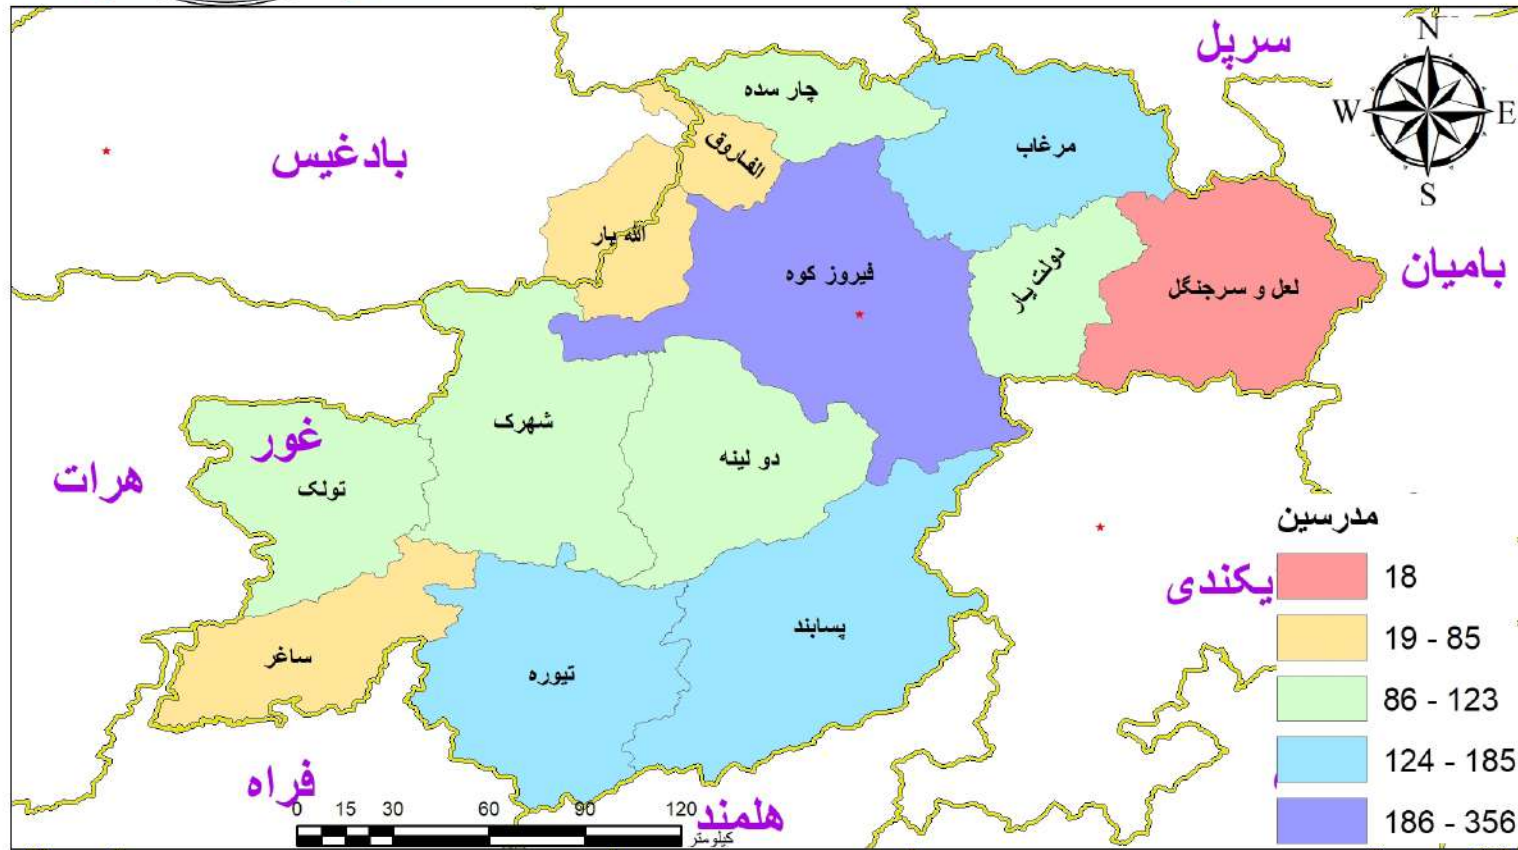 سرپل
N
W E
S
چار سده
مرغاب
الفاروق
بادغیس
الله یار
فیروز کوه
دولت یار
لعل و سرجنگل
بامیان
شهرک
دو لینه
غور
تولک
هرات
مدرسین
یکندی
18
19 - 85
86 - 123
124 - 185
186 - 356
پسابند
ساغر
تیوره
فراه
هلمند
0 15 30 60 90 120
کیلومتر